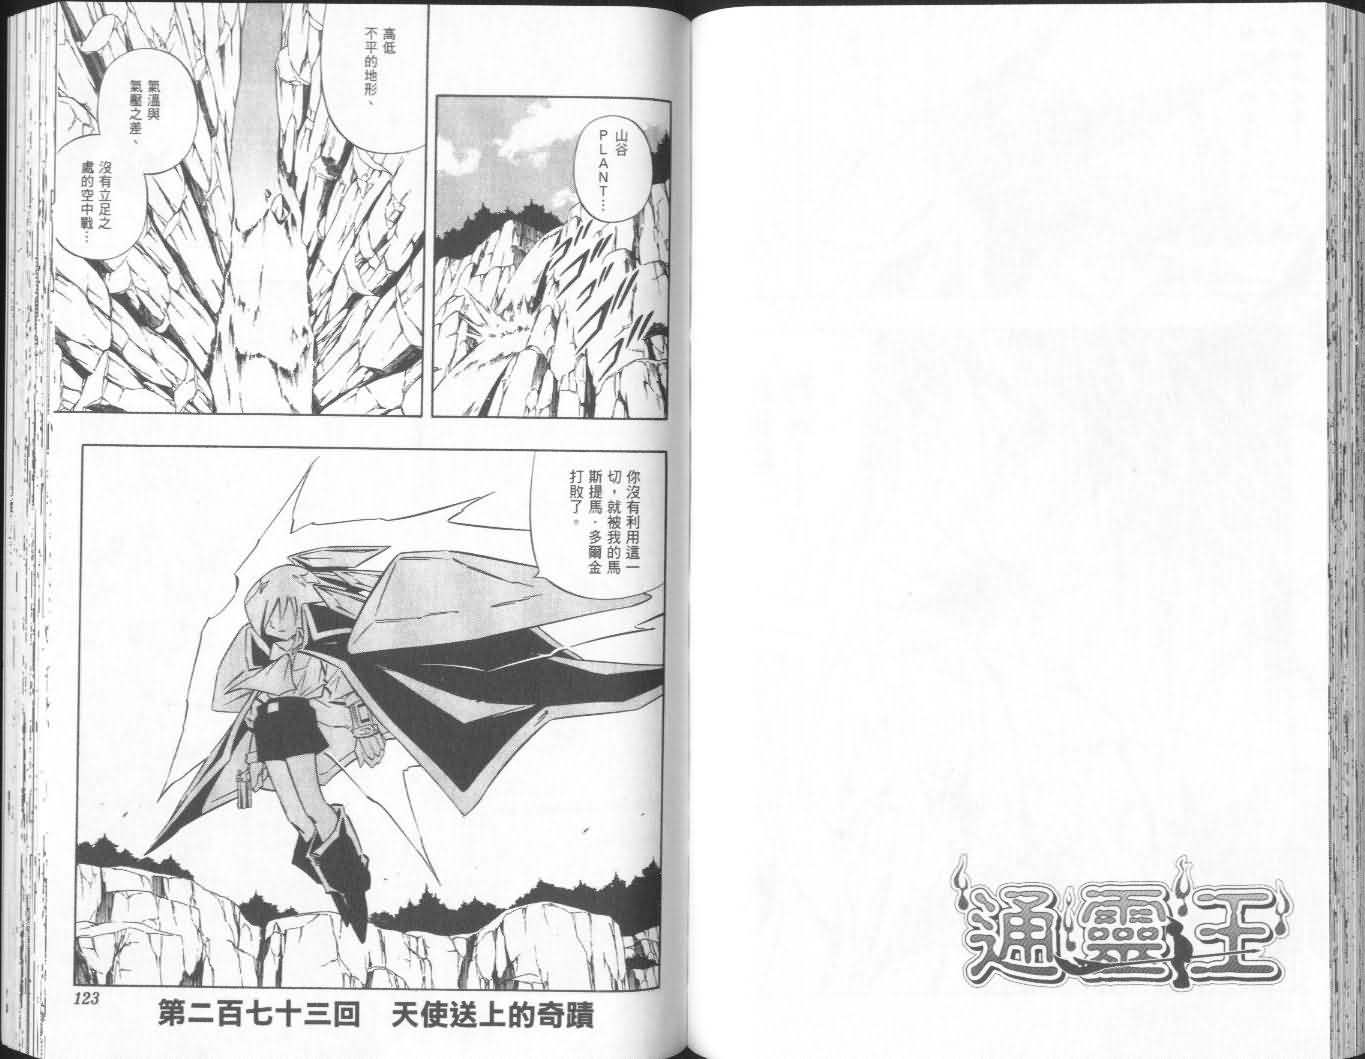 通靈王
山谷
PLANT…
高低
不平的地形、
氣溫與
氣壓之差、
沒有立足之
處的空中戰…
你沒有利用這一
切，就被我的馬
斯提馬．多爾金
打敗了。
123
第二百七十三回　天使送上的奇蹟